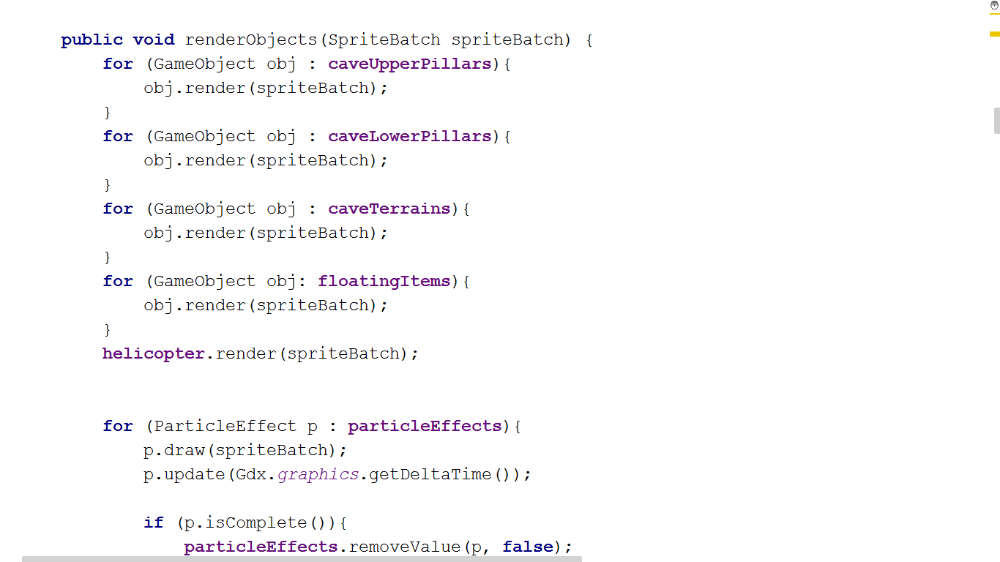 public void renderObjects(SpriteBatch spriteBatch) {
    for (GameObject obj : caveUpperPillars){
        obj.render(spriteBatch);
    }
    for (GameObject obj : caveLowerPillars){
        obj.render(spriteBatch);
    }
    for (GameObject obj : caveTerrains){
        obj.render(spriteBatch);
    }
    for (GameObject obj: floatingItems){
        obj.render(spriteBatch);
    }
    helicopter.render(spriteBatch);
    for (ParticleEffect p : particleEffects){
        p.draw(spriteBatch);
        p.update(Gdx.graphics.getDeltaTime());
        if (p.isComplete()){
            particleEffects.removeValue(p, false);